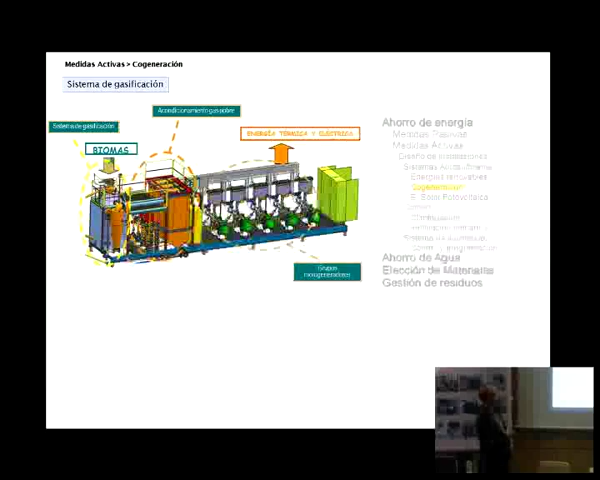 Medidas Activas > Cogeneración
Sistema de gasificación
Acondicionamiento gas pobre
Sistema de gasificación
ENERGÍA TÉRMICA Y ELÉCTRICA
BIOMAS
Grupos
microgeneradores
Ahorro de energía
Medidas Pasivas
Medidas Activas
Diseño de instalaciones
Energías renovables
Cogeneración
E. Solar Fotovoltaica
Ahorro de Agua
Elección de Materiales
Gestión de residuos